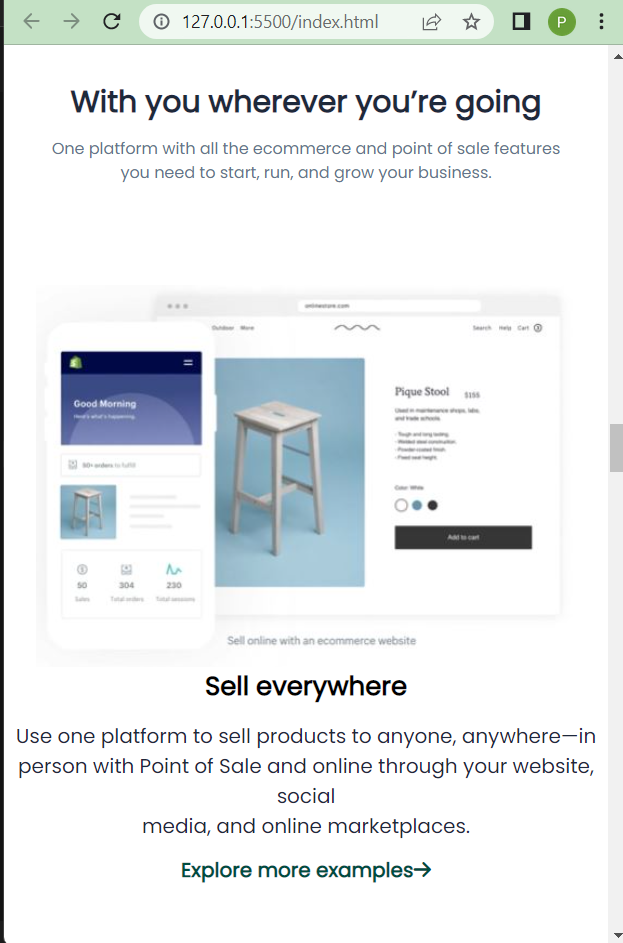 127.0.0.1:5500/index.html
P
With you wherever you’re going
One platform with all the ecommerce and point of sale features
you need to start, run, and grow your business.
onlinestore.com
Outdoor More
Search Help Cart
Good Morning
Here's what's happening.
Pique Stool $155
Used in maintenance shops, labs,
and trade schools.
- Tough and long lasting.
- Welded steel construction.
- Powder-coated finish.
- Fixed seat height.
50+ orders to fulfill
Color: White
Add to cart
50 304 230
Sales Total orders Total sessions
Sell online with an ecommerce website
Sell everywhere
Use one platform to sell products to anyone, anywhere—in
person with Point of Sale and online through your website,
social
media, and online marketplaces.
Explore more examples→